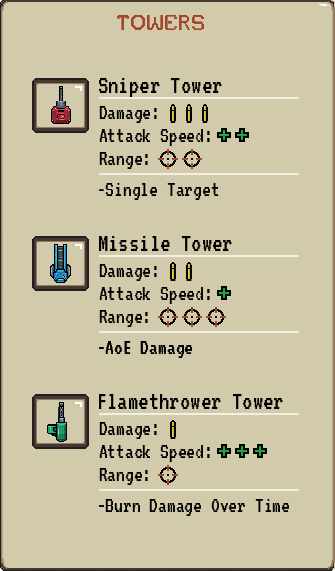 TOWERS
Sniper Tower
Damage:
Attack Speed:
Range:
-Single Target
Missile Tower
Damage:
Attack Speed:
Range:
-AoE Damage
Flamethrower Tower
Damage:
Attack Speed:
Range:
-Burn Damage Over Time